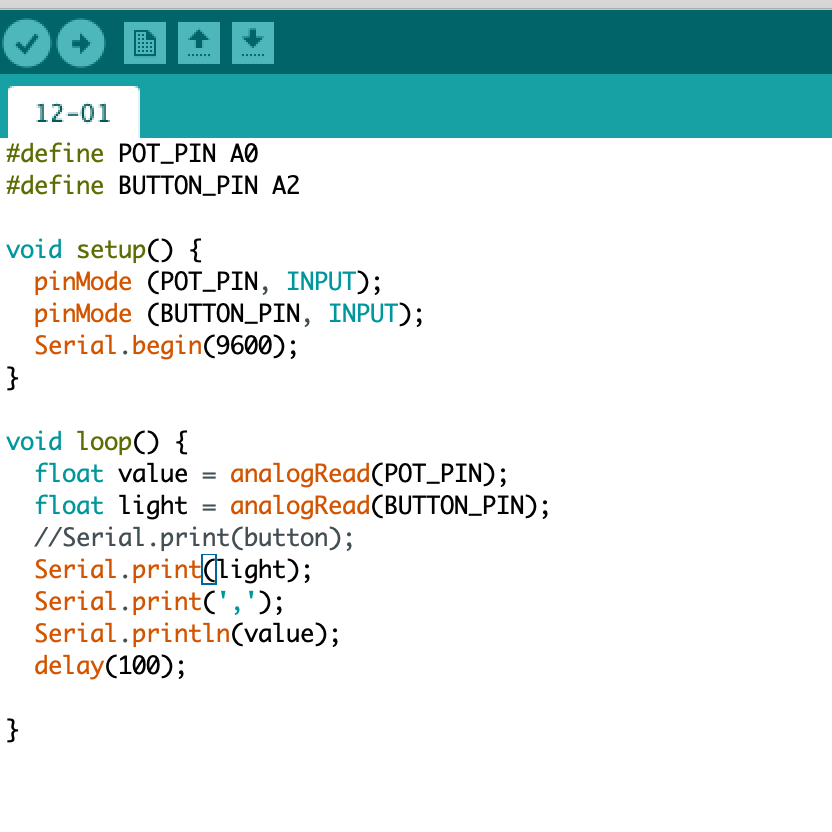 12-01
#define POT_PIN A0
#define BUTTON_PIN A2
void setup() {
  pinMode (POT_PIN, INPUT);
  pinMode (BUTTON_PIN, INPUT);
  Serial.begin(9600);
}
void loop() {
  float value = analogRead(POT_PIN);
  float light = analogRead(BUTTON_PIN);
  //Serial.print(button);
  Serial.print(light);
  Serial.print(',');
  Serial.println(value);
  delay(100);
}